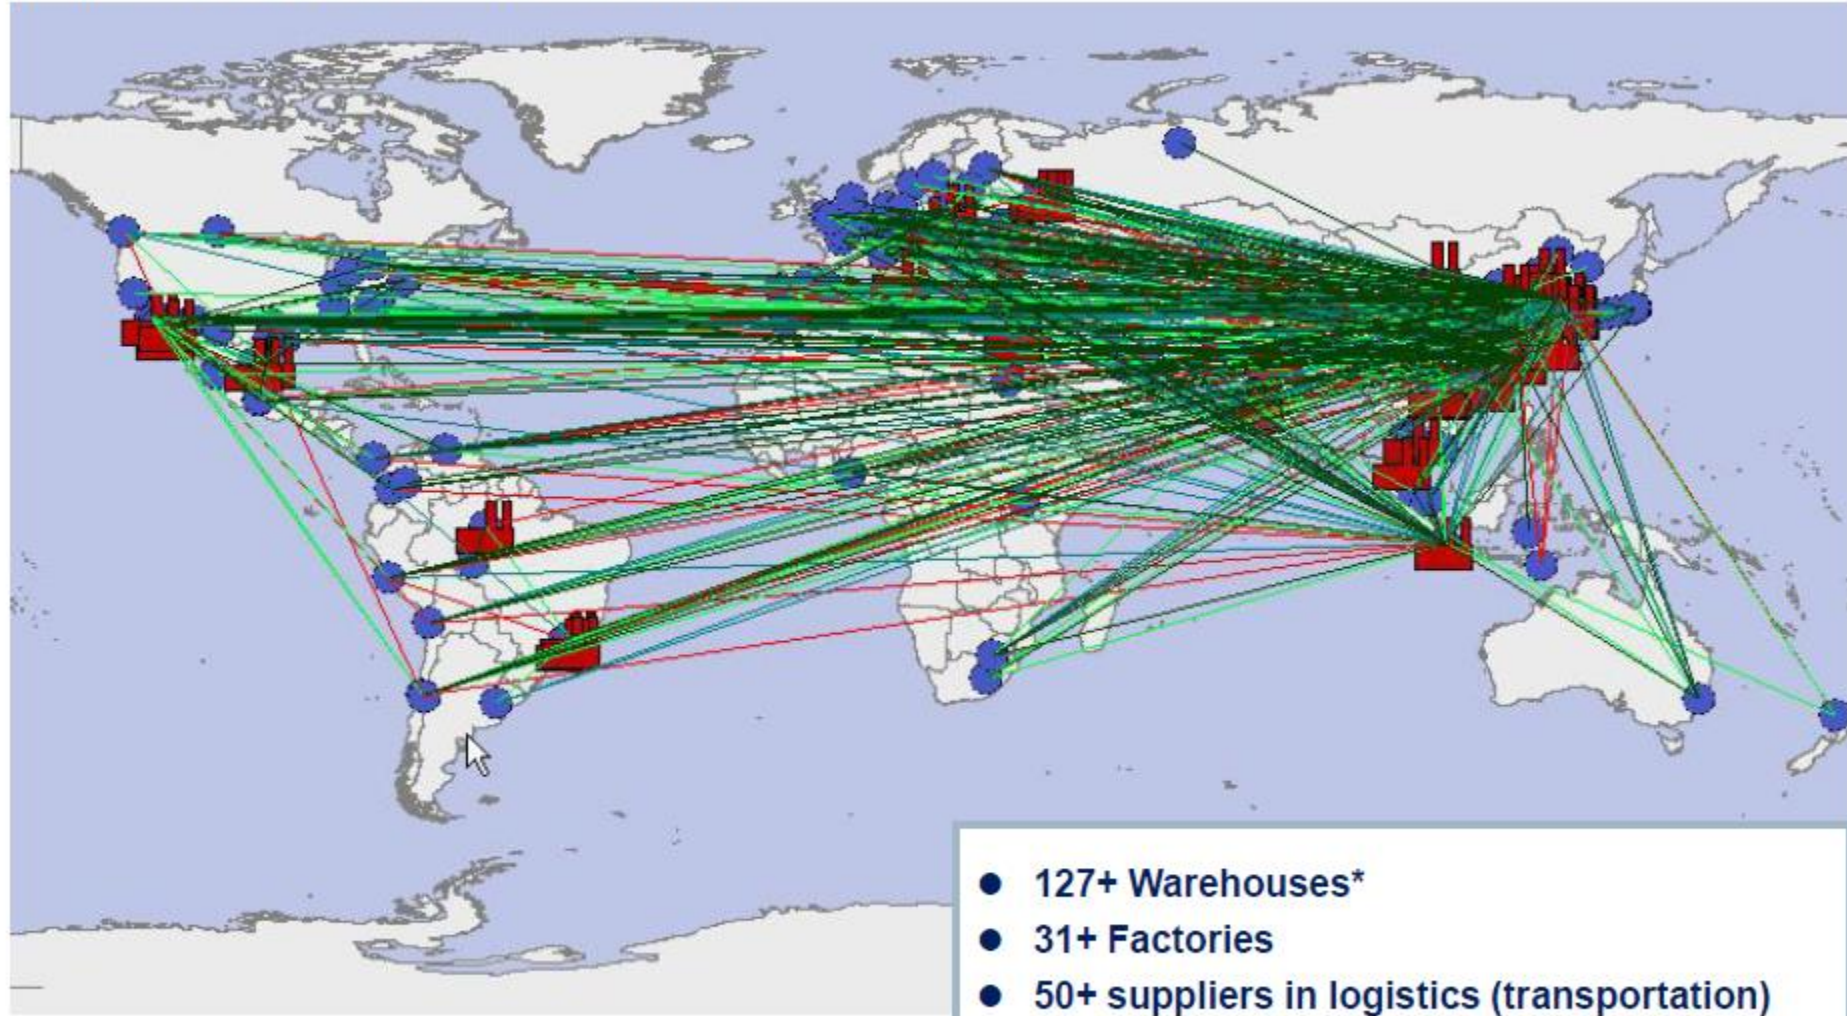 ● 127+ Warehouses*
● 31+ Factories
● 50+ suppliers in logistics (transportation)